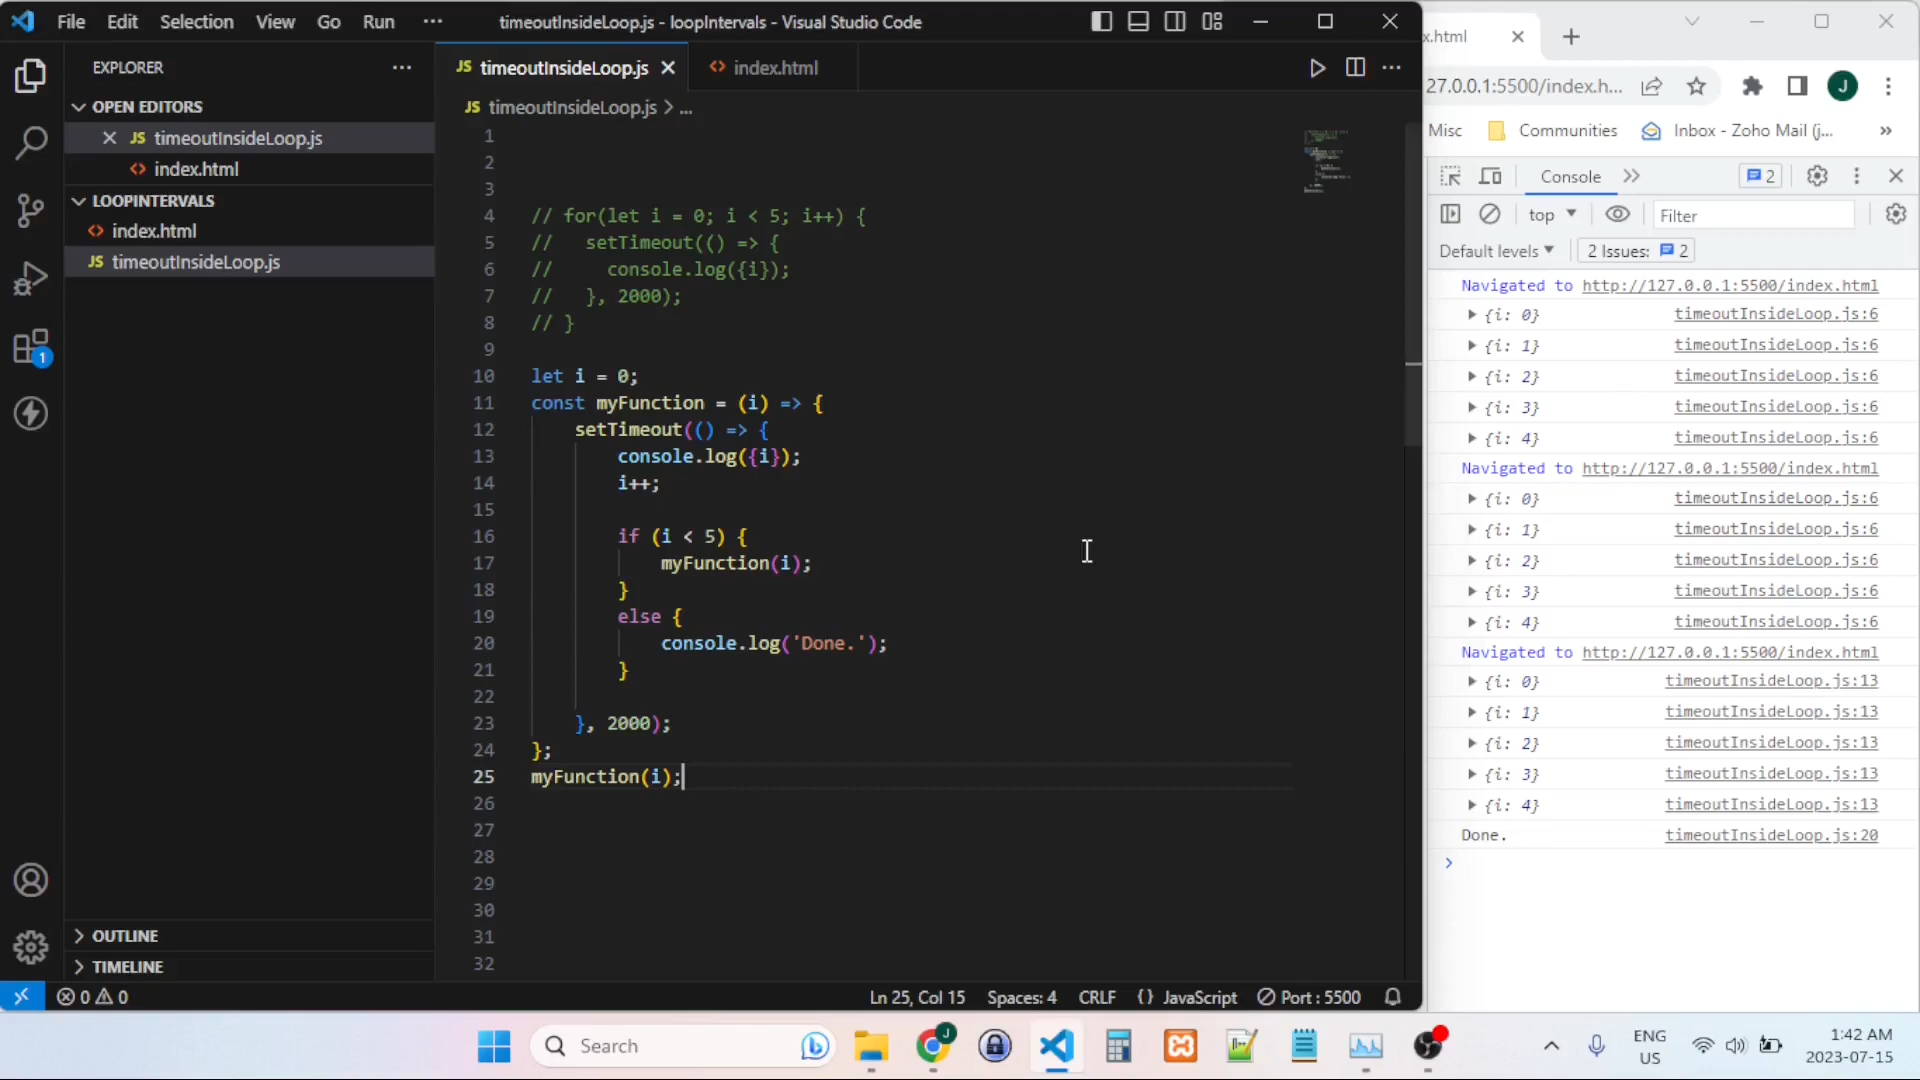 File Edit Selection View Go Run ··· timeoutInsideLoop.js - loopIntervals - Visual Studio Code
EXPLORER
OPEN EDITORS
JS timeoutInsideLoop.js
<> index.html
LOOPINTERVALS
<> index.html
JS timeoutInsideLoop.js
1
OUTLINE
TIMELINE
JS timeoutInsideLoop.js
<> index.html
JS timeoutInsideLoop.js > ...
1
2
3
4 // for(let i = 0; i < 5; i++) {
5 //   setTimeout(() => {
6 //     console.log({i});
7 //   }, 2000);
8 // }
9
10 let i = 0;
11 const myFunction = (i) => {
12     setTimeout(() => {
13         console.log({i});
14         i++;
15
16         if (i < 5) {
17             myFunction(i);
18         }
19         else {
20             console.log('Done.');
21         }
22
23     }, 2000);
24 };
25 myFunction(i);
26
27
28
29
30
31
32
0 0 Ln 25, Col 15 Spaces: 4 CRLF {} JavaScript Port : 5500
x.html
27.0.0.1:5500/index.h... J
Misc Communities Inbox - Zoho Mail (j... »
Console 2
top Filter
Default levels 2 Issues: 2
Navigated to http://127.0.0.1:5500/index.html
{i: 0} timeoutInsideLoop.js:6
{i: 1} timeoutInsideLoop.js:6
{i: 2} timeoutInsideLoop.js:6
{i: 3} timeoutInsideLoop.js:6
{i: 4} timeoutInsideLoop.js:6
Navigated to http://127.0.0.1:5500/index.html
{i: 0} timeoutInsideLoop.js:6
{i: 1} timeoutInsideLoop.js:6
{i: 2} timeoutInsideLoop.js:6
{i: 3} timeoutInsideLoop.js:6
{i: 4} timeoutInsideLoop.js:6
Navigated to http://127.0.0.1:5500/index.html
{i: 0} timeoutInsideLoop.js:13
{i: 1} timeoutInsideLoop.js:13
{i: 2} timeoutInsideLoop.js:13
{i: 3} timeoutInsideLoop.js:13
{i: 4} timeoutInsideLoop.js:13
Done. timeoutInsideLoop.js:20
>
Search J
ENG
US
1:42 AM
2023-07-15